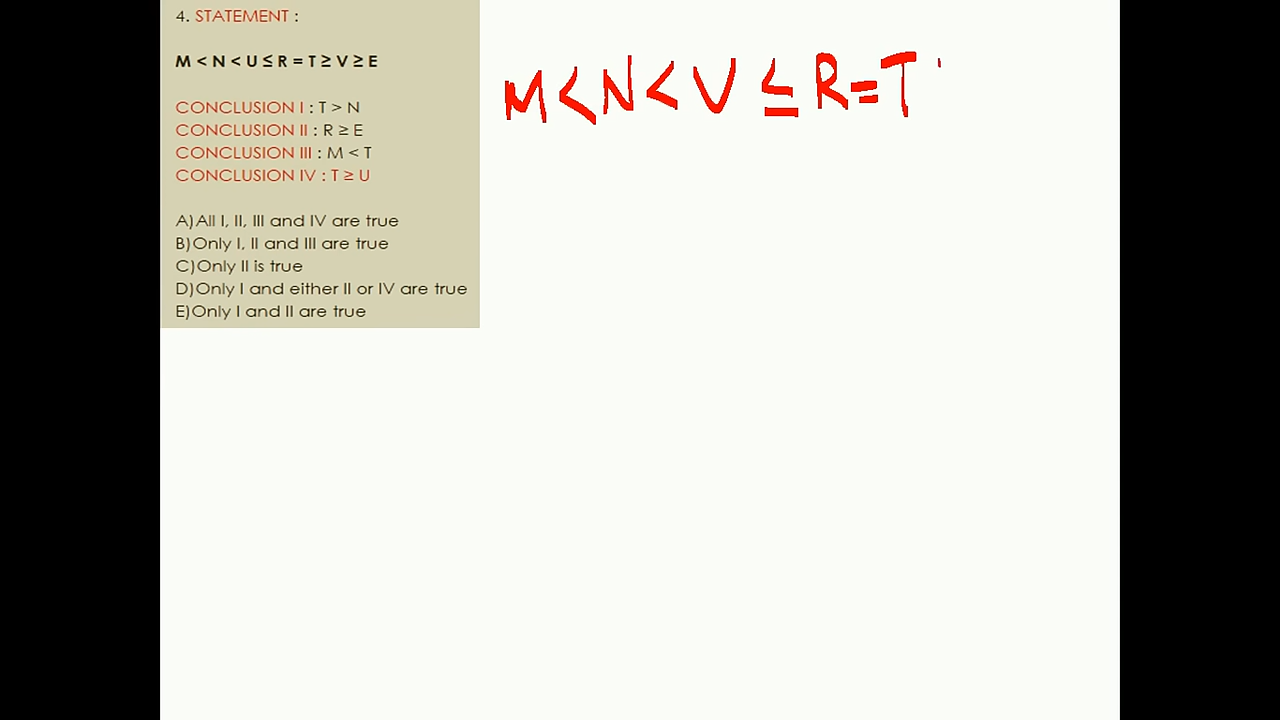 4. STATEMENT :
M < N < U ≤ R = T ≥ V ≥ E
CONCLUSION I : T > N
CONCLUSION II : R ≥ E
CONCLUSION III : M < T
CONCLUSION IV : T ≥ U
A)All I, II, III and IV are true
B)Only I, II and III are true
C)Only II is true
D)Only I and either II or IV are true
E)Only I and II are true
M < N < U ≤ R = T